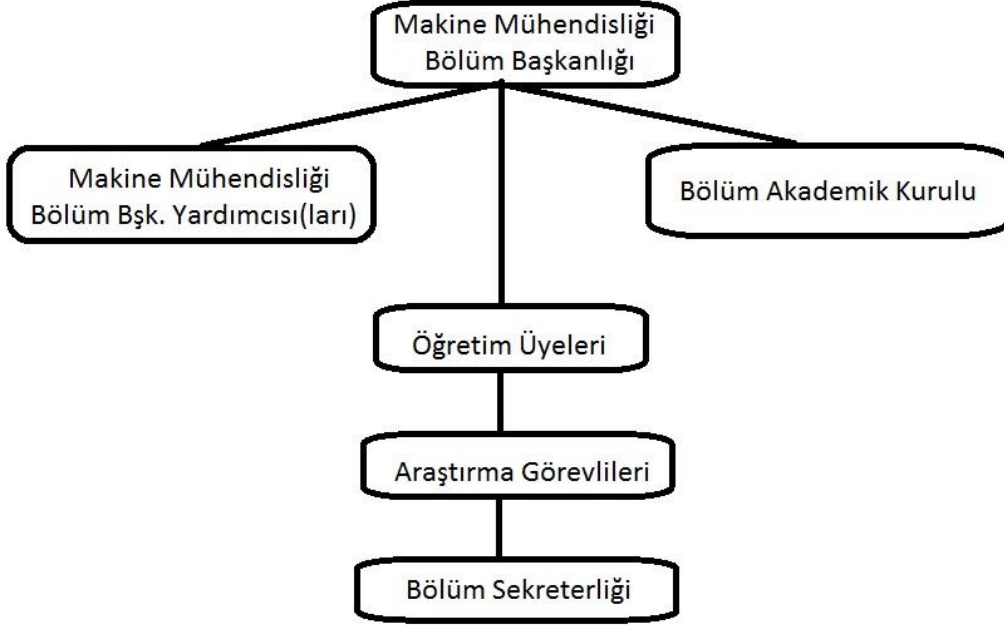 Makine Mühendisliği
Bölüm Başkanlığı
Makine Mühendisliği
Bölüm Bşk. Yardımcısı(ları)
Bölüm Akademik Kurulu
Öğretim Üyeleri
Araştırma Görevlileri
Bölüm Sekreterliği